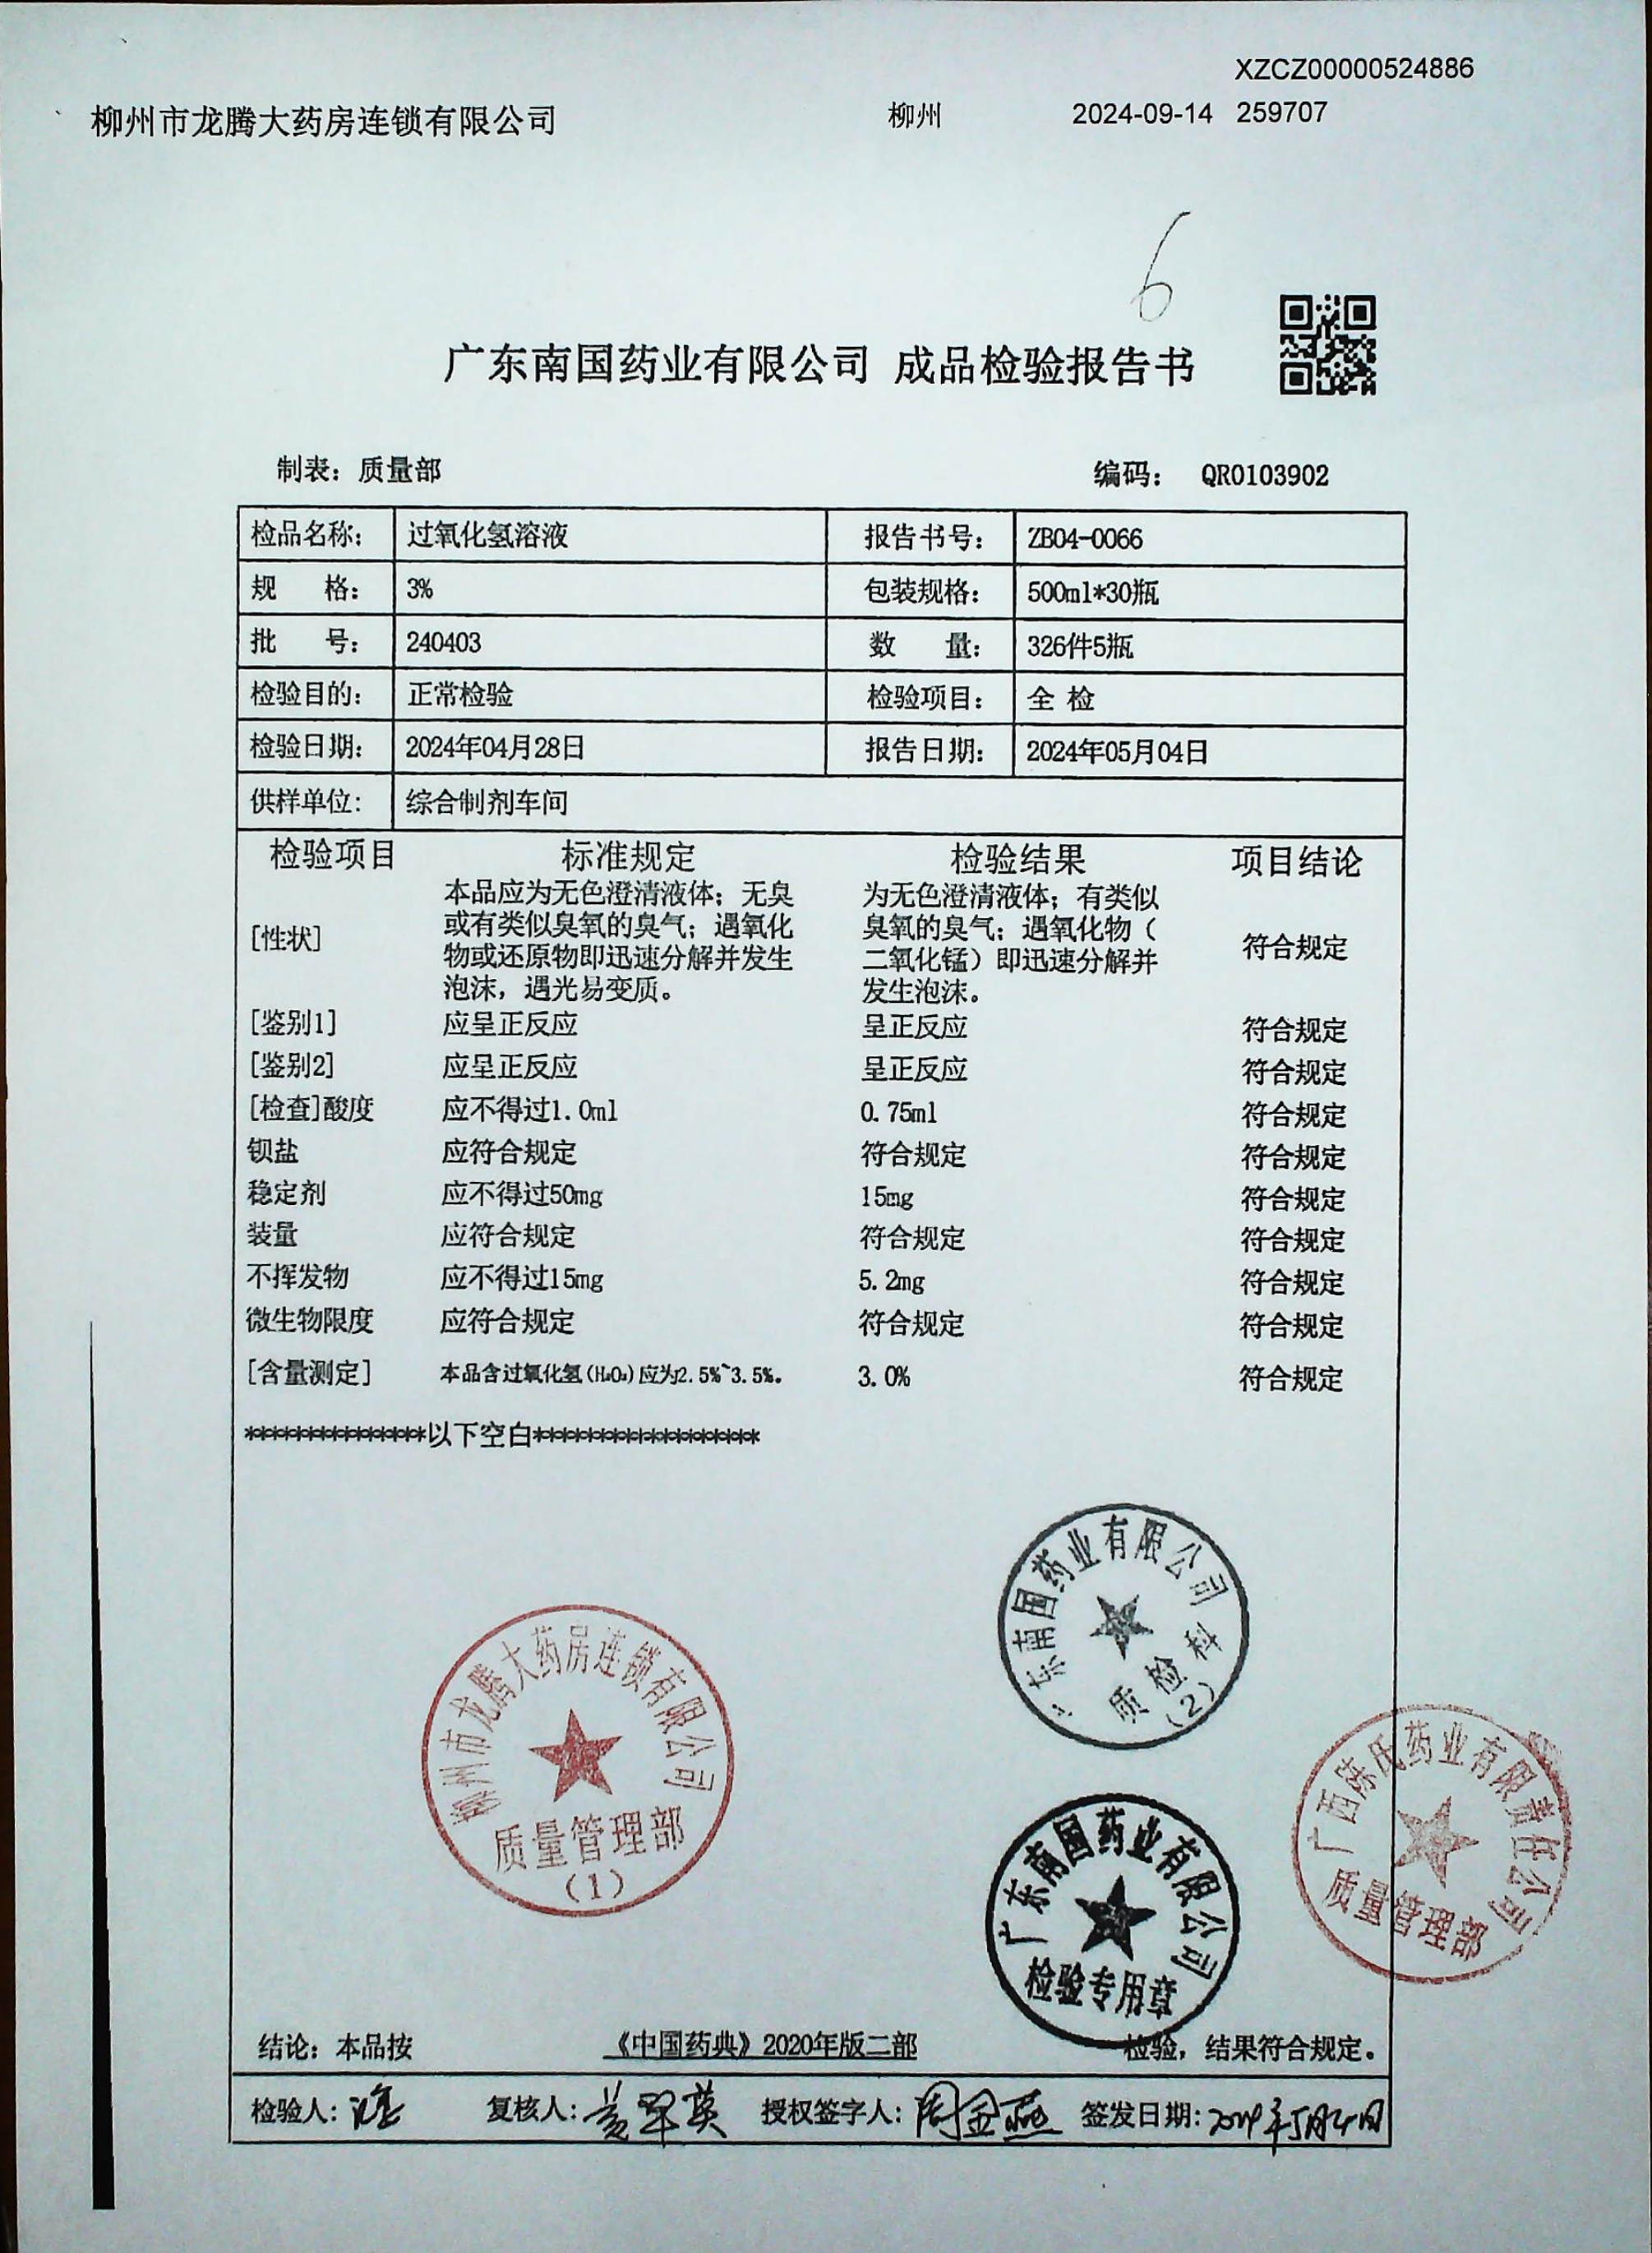 XZCZ00000524886
柳州市龙腾大药房连锁有限公司 柳州 2024-09-14 259707
6
广东南国药业有限公司 成品检验报告书
制表：质量部 编码： QR0103902
检品名称： 过氧化氢溶液 报告书号： ZB04-0066
规 格： 3% 包装规格： 500ml*30瓶
批 号： 240403 数 量： 326件5瓶
检验目的： 正常检验 检验项目： 全 检
检验日期： 2024年04月28日 报告日期： 2024年05月04日
供样单位： 综合制剂车间
检验项目 标准规定 检验结果 项目结论
本品应为无色澄清液体；无臭 为无色澄清液体；有类似
[性状] 或有类似臭氧的臭气；遇氧化 臭氧的臭气；遇氧化物（ 符合规定
物或还原物即迅速分解并发生 二氧化锰）即迅速分解并
泡沫，遇光易变质。 发生泡沫。
[鉴别1] 应呈正反应 呈正反应 符合规定
[鉴别2] 应呈正反应 呈正反应 符合规定
[检查]酸度 应不得过1.0ml 0.75ml 符合规定
钡盐 应符合规定 符合规定 符合规定
稳定剂 应不得过50mg 15mg 符合规定
装量 应符合规定 符合规定 符合规定
不挥发物 应不得过15mg 5.2mg 符合规定
微生物限度 应符合规定 符合规定 符合规定
[含量测定] 本品含过氧化氢(H₂O₂)应为2.5%~3.5%。 3.0% 符合规定
***************以下空白*******************
广东南国药业有限公司
质检科
(2)
柳州市龙腾大药房连锁有限公司
质量管理部
(1)
广西陈氏药业有限责任公司
质量管理部
广东南国药业有限公司
检验专用章
结论：本品按 《中国药典》2020年版二部 检验，结果符合规定。
检验人： 复核人： 授权签字人：周金燕 签发日期：